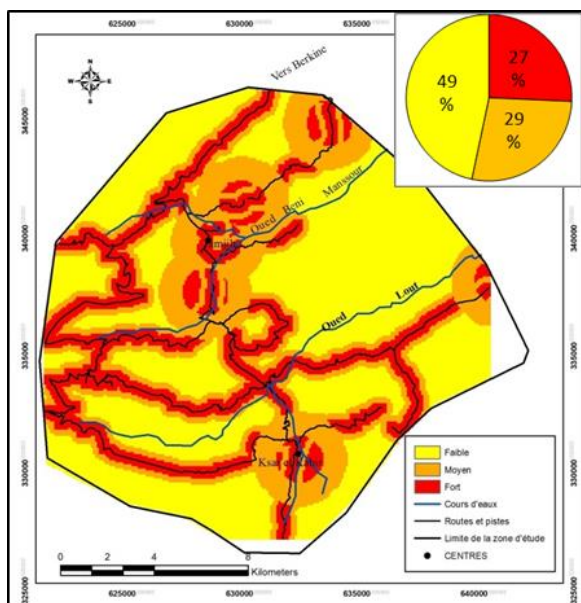 625000 630000 635000
27
%
49
%
29
%
N
W E
S
Vers Berkine
345000
Oued Beni Manssour
340000 340000
Oued Lout
335000 335000
Ksar
330000 330000
Faible
Moyen
Fort
Cours d'eaux
Routes et pistes
Limite de la zone d'étude
CENTRES
0 2 4 8
Kilometers
325000 325000
625000 630000 635000 640000